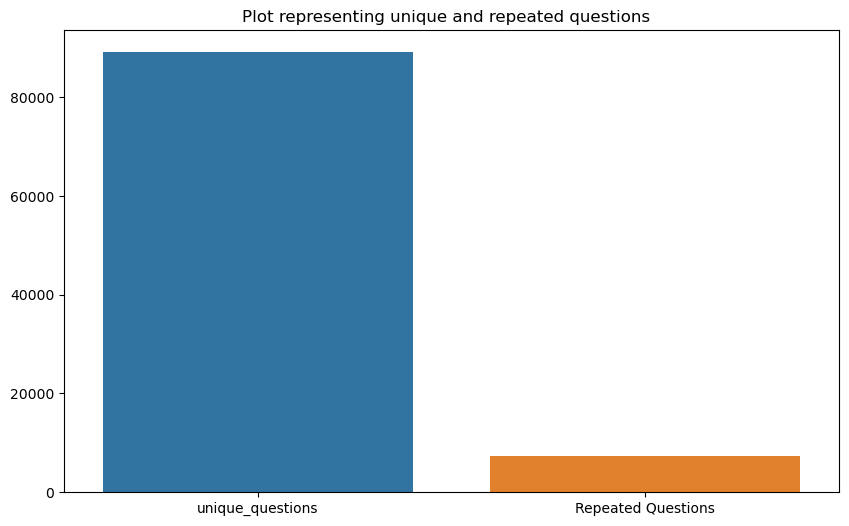 Plot representing unique and repeated questions
80000
60000
40000
20000
0
unique_questions
Repeated Questions